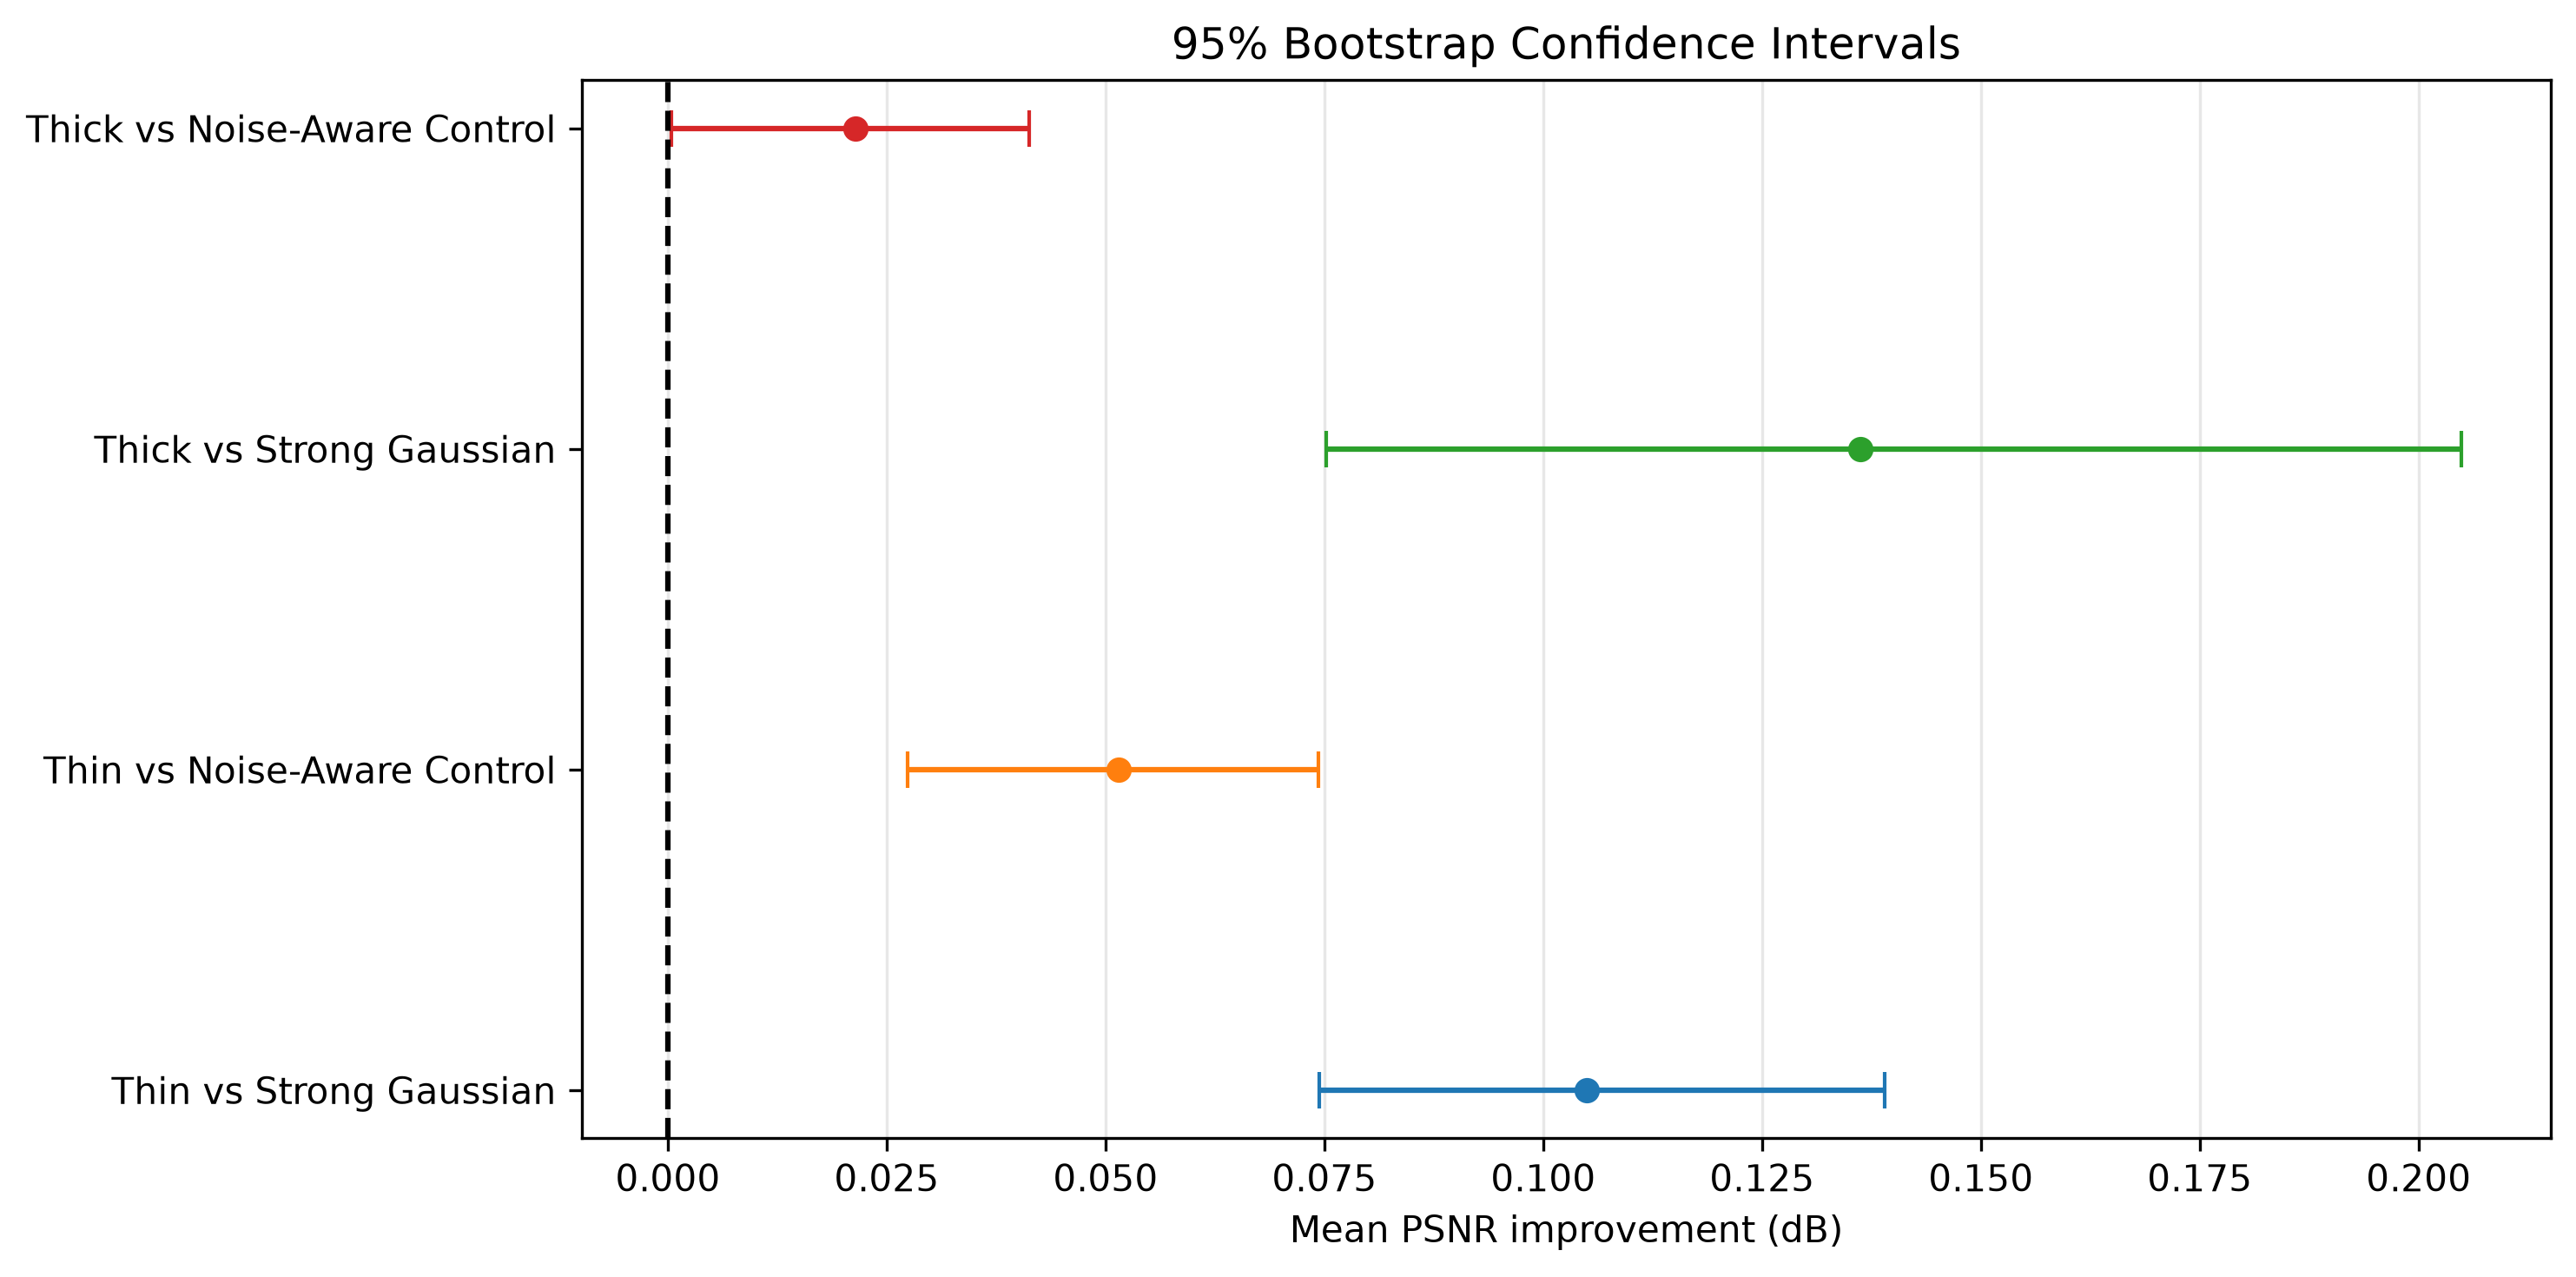 95% Bootstrap Confidence Intervals
Thick vs Noise-Aware Control
Thick vs Strong Gaussian
Thin vs Noise-Aware Control
Thin vs Strong Gaussian
0.000 0.025 0.050 0.075 0.100 0.125 0.150 0.175 0.200
Mean PSNR improvement (dB)